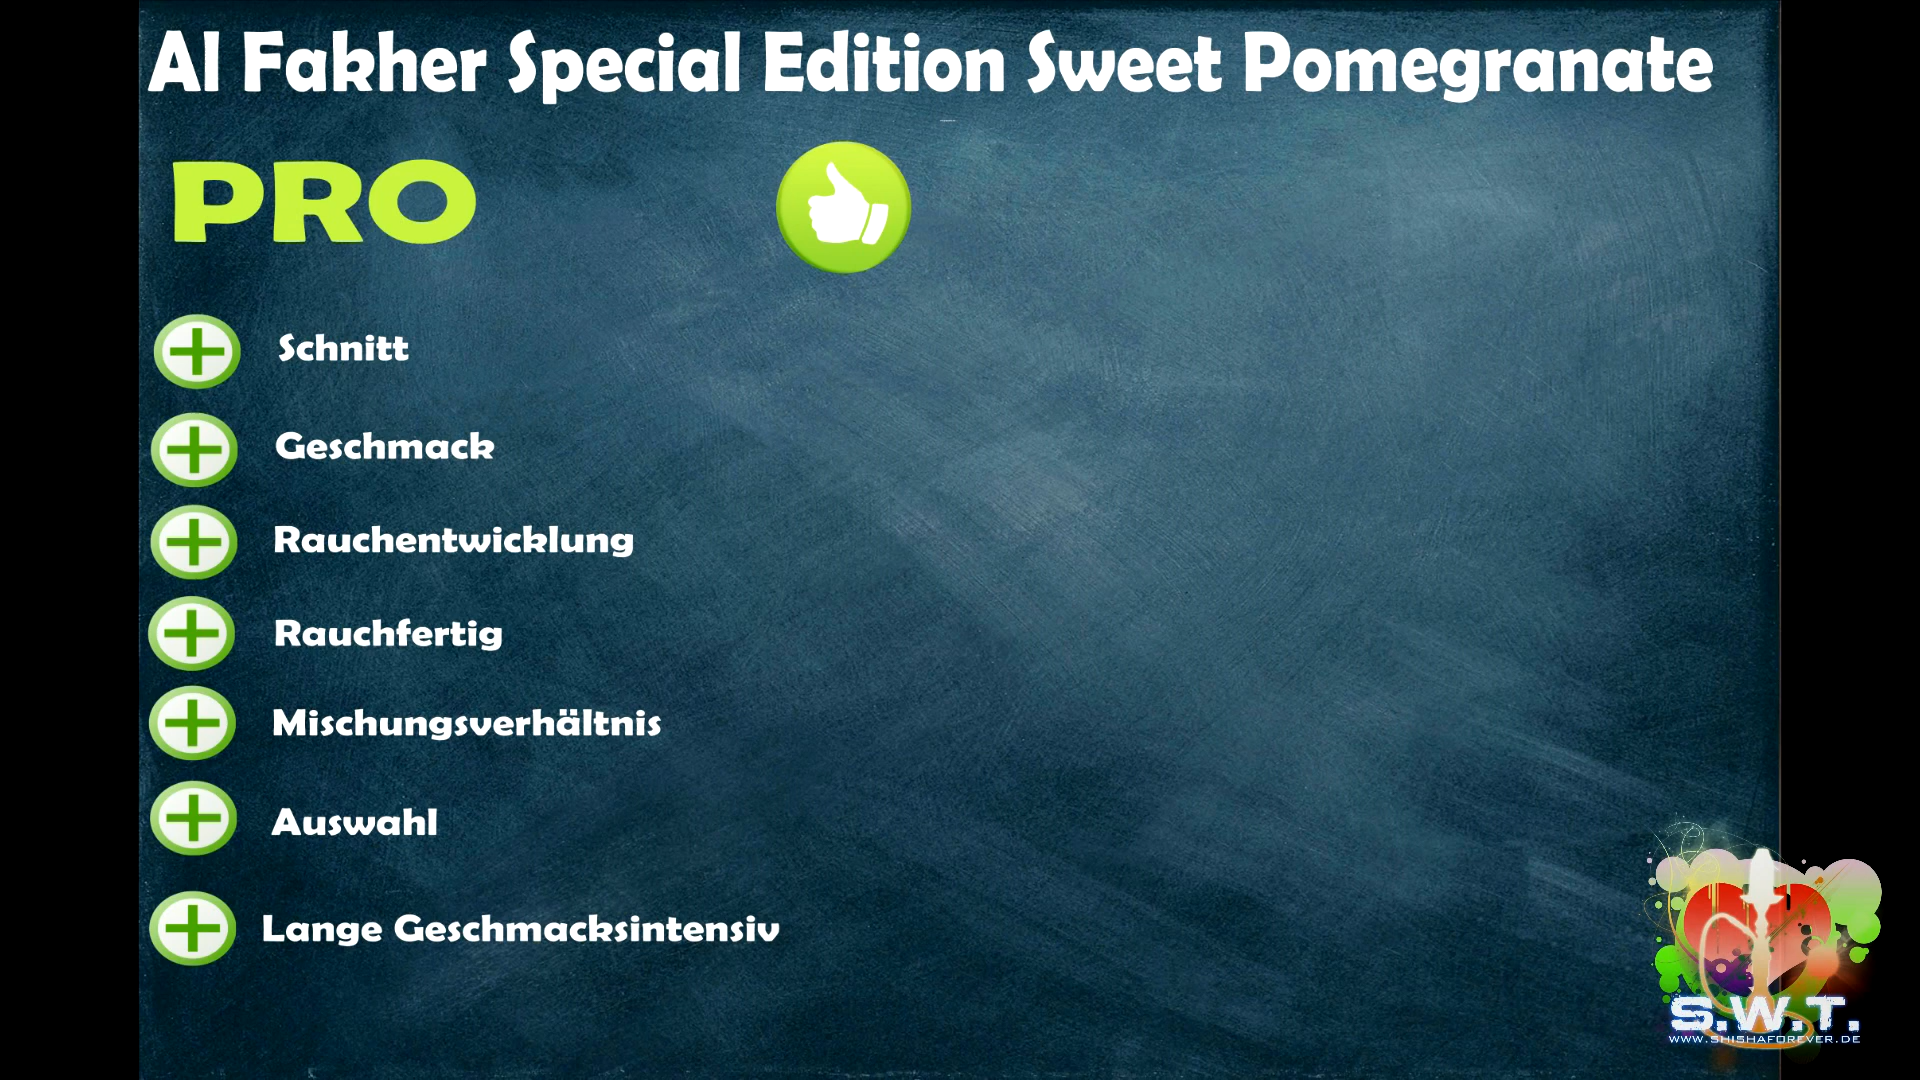 Al Fakher Special Edition Sweet Pomegranate
PRO
Schnitt
Geschmack
Rauchentwicklung
Rauchfertig
Mischungsverhältnis
Auswahl
Lange Geschmacksintensiv
S.W.T.
WWW.SHISHAFOREVER.DE